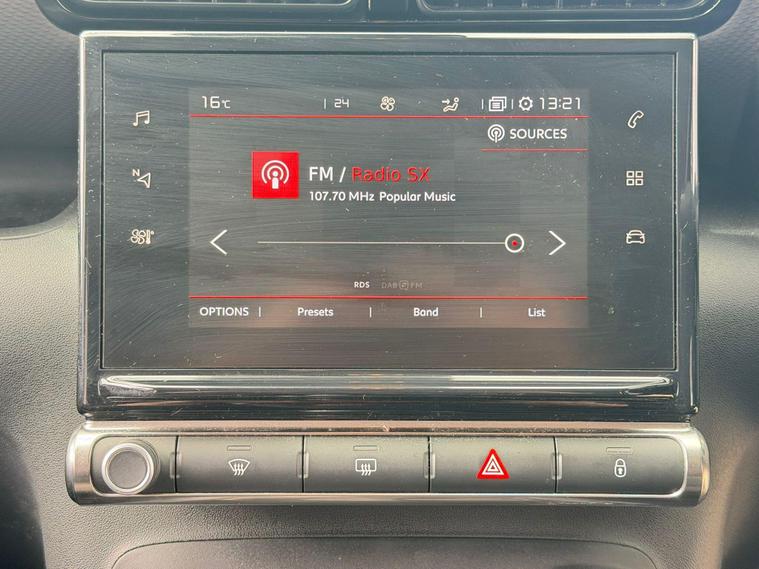 16°C 24 13:21
SOURCES
FM / Radio SX
107.70 MHz Popular Music
N
RDS DAB FM
OPTIONS Presets Band List